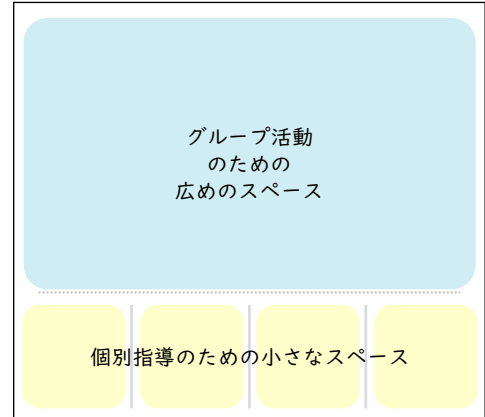 グループ活動
のための
広めのスペース
個別指導のための小さなスペース